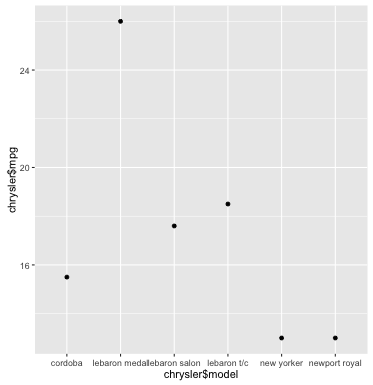 24
20
16
chrysler$mpg
cordoba lebaron medallebaron salon lebaron t/c new yorker newport royal
chrysler$model